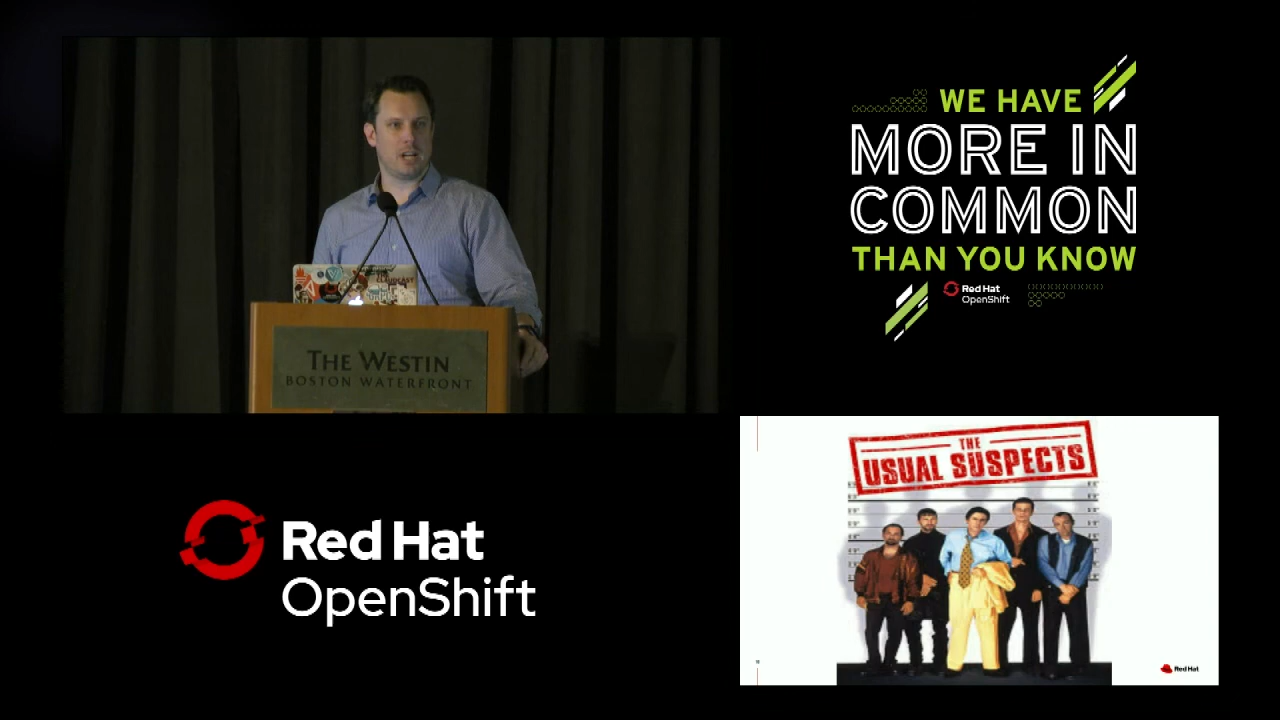 WE HAVE
MORE IN
COMMON
THAN YOU KNOW
Red Hat
OpenShift
THE WESTIN
BOSTON WATERFRONT
Red Hat
OpenShift
THE
USUAL SUSPECTS
Red Hat